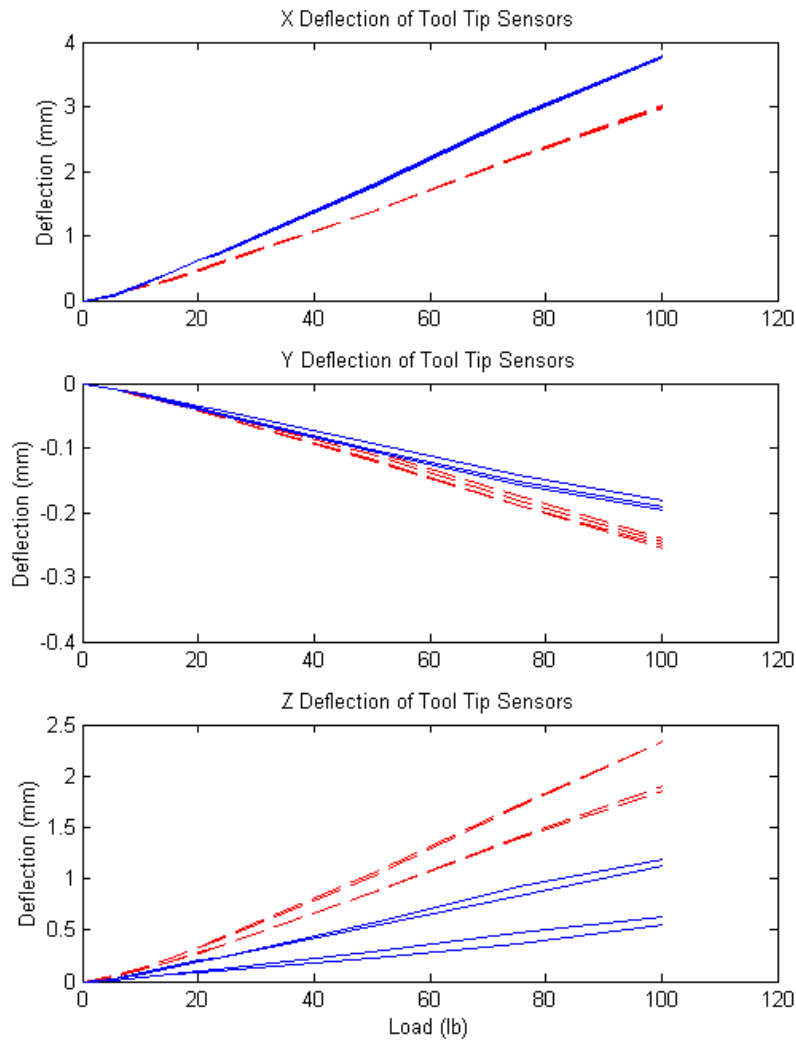 X Deflection of Tool Tip Sensors
4
3
2
1
0
Deflection (mm)
0 20 40 60 80 100 120
Y Deflection of Tool Tip Sensors
0
-0.1
-0.2
-0.3
-0.4
Deflection (mm)
0 20 40 60 80 100 120
Z Deflection of Tool Tip Sensors
2.5
2
1.5
1
0.5
0
Deflection (mm)
0 20 40 60 80 100 120
Load (lb)